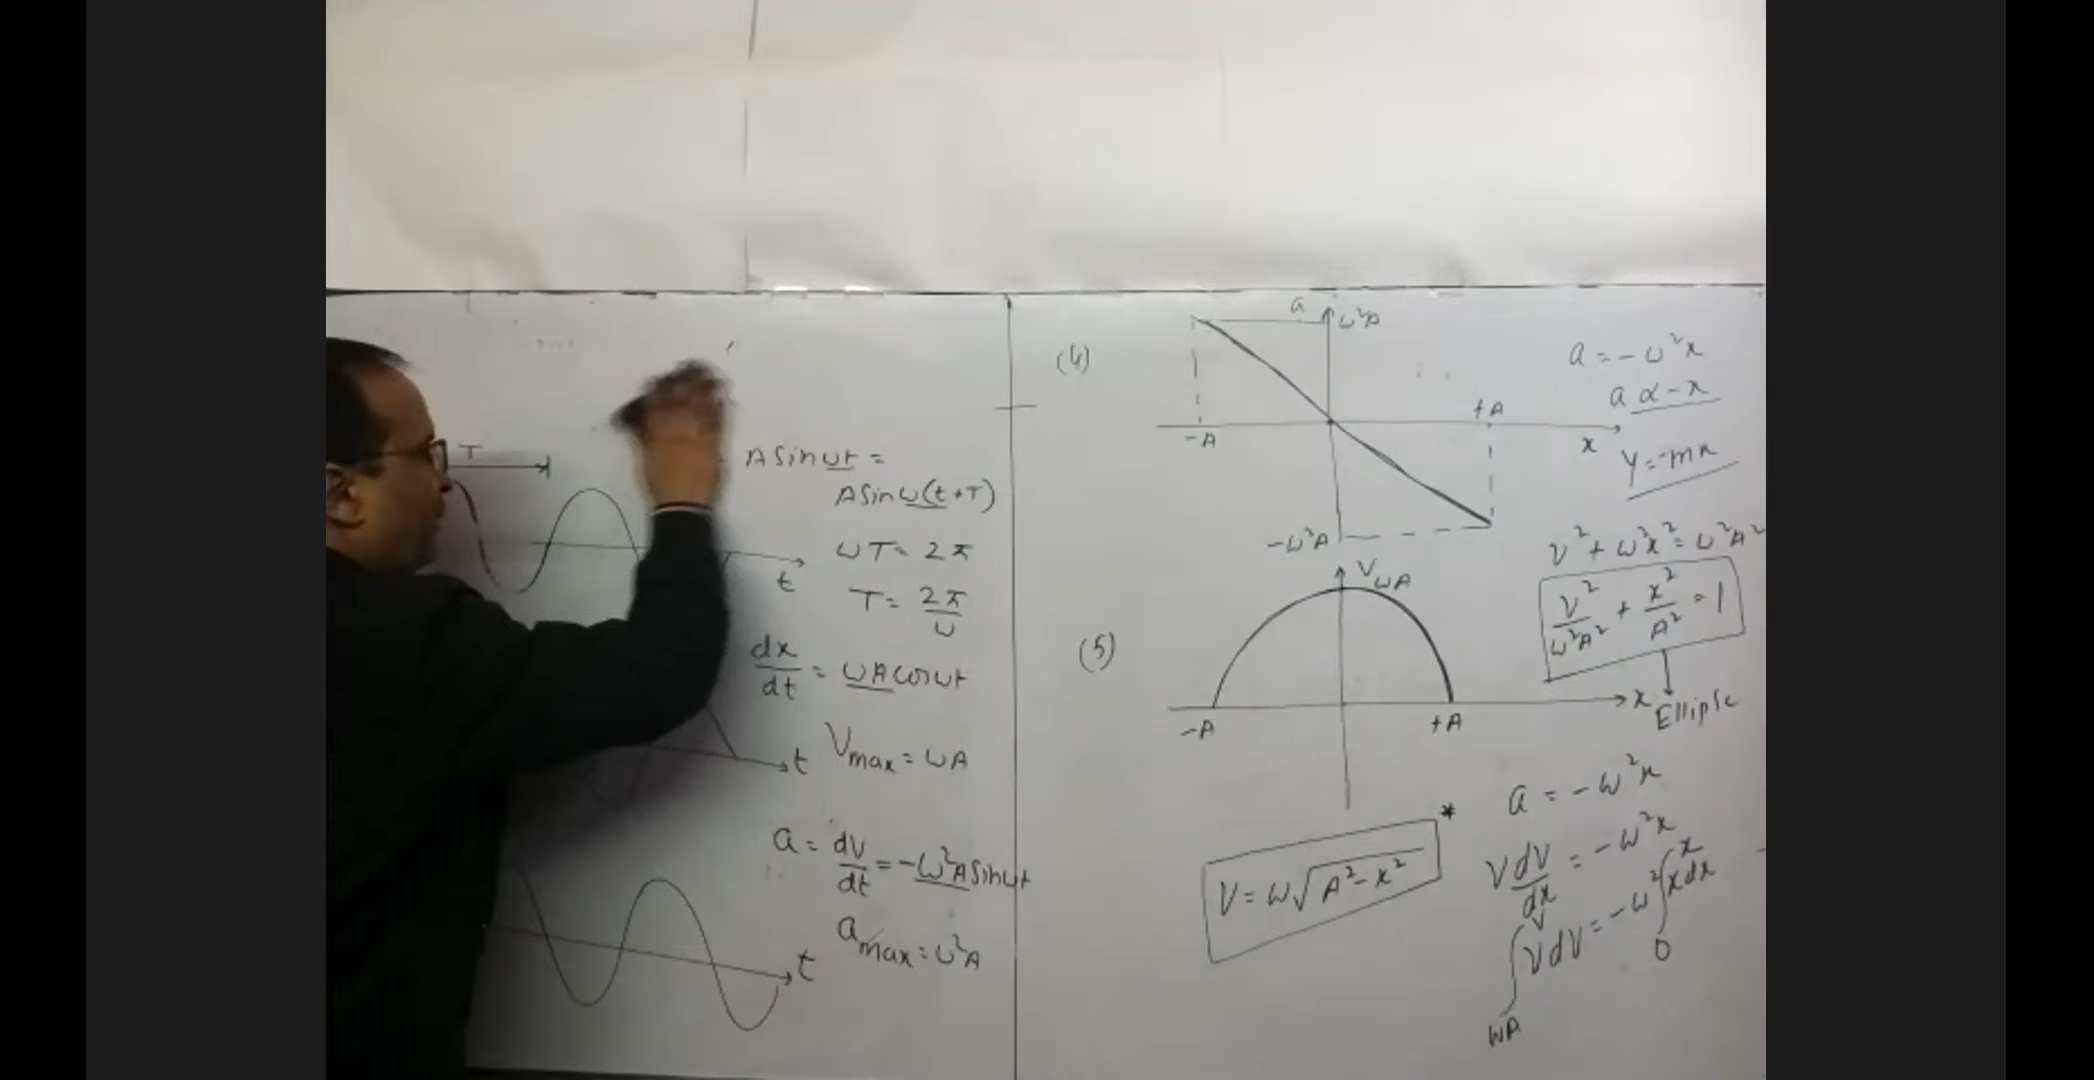 T
A sin ωt =
A sin ω(t+T)
ωT = 2π
t
T = 2π/ω
dx/dt = ωA cos ωt
t
Vmax = ωA
a = dV/dt = -ω²A sin ωt
amax = ω²A
t
(4)
a
ω²A
-A
+A
x
-ω²A
a = -ω²x
a α -x
y = -mx
(5)
V
ωA
-A
+A
x
v² + ω²x² = ω²A²
v²/ω²A² + x²/A² = 1
Ellipse
V = ω√(A² - x²) *
a = -ω²x
V dV/dx = -ω²x
∫ωA^V V dV = -ω² ∫0^x x dx